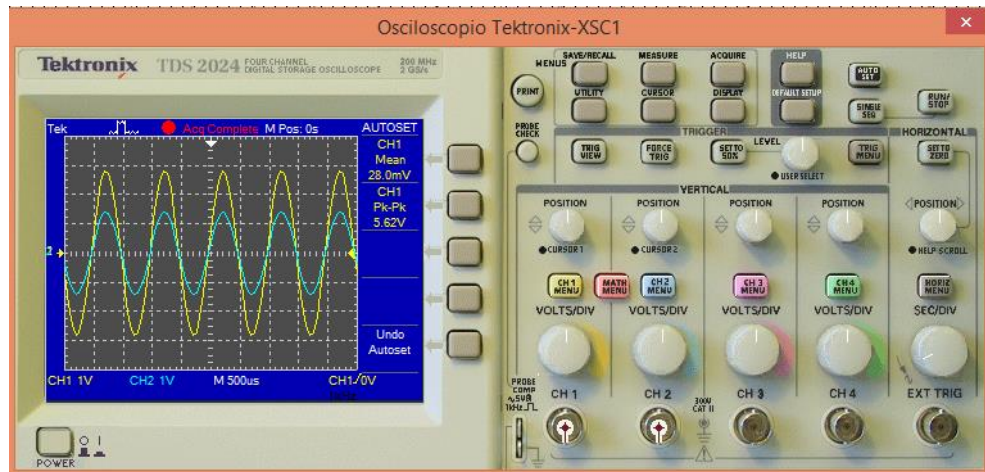 Osciloscopio Tektronix-XSC1
Tektronix TDS 2024 FOUR CHANNEL DIGITAL STORAGE OSCILLOSCOPE 200 MHz 2 GS/s
Tek Acq Complete M Pos: 0s AUTOSET
CH1
Mean
28.0mV
CH1
Pk-Pk
5.62V
Undo
Autoset
CH1 1V CH2 1V M 500us CH1 0V
POWER
MENUS
SAVE/RECALL MEASURE ACQUIRE HELP
UTILITY CURSOR DISPLAY DEFAULT SETUP
PRINT
AUTO SET
SINGLE SEQ
RUN/ STOP
PROBE CHECK
TRIGGER
TRIG VIEW
FORCE TRIG
SET TO 50%
LEVEL
USER SELECT
TRIG MENU
HORIZONTAL
SET TO ZERO
VERTICAL
POSITION POSITION POSITION POSITION POSITION
CURSOR 1 CURSOR 2 HELP SCROLL
CH 1 MENU
MATH MENU
CH 2 MENU
CH 3 MENU
CH 4 MENU
HORIZ MENU
VOLTS/DIV VOLTS/DIV VOLTS/DIV VOLTS/DIV SEC/DIV
PROBE COMP
1kHz
CH 1 CH 2 CH 3 CH 4 EXT TRIG
300V
CAT II